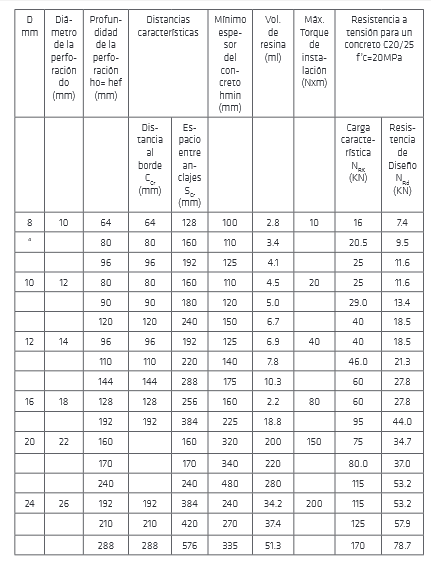 D mm | Diá-metro de la perfo-ración do (mm) | Profun-didad de la perfo-ración ho= hef (mm) | Distancias características | Mínimo espe-sor del con-creto hmin (mm) | Vol. de resina (ml) | Máx. Torque de insta-lación (Nxm) | Resistencia a tensión para un concreto C20/25 f'c=20MPa
Dis-tancia al borde Ccr (mm) | Es-pacio entre an-clajes Scr (mm) | Carga caracte-rística NRK (KN) | Resis-tencia de Diseño NRd (KN)
8 | 10 | 64 | 64 | 128 | 100 | 2.8 | 10 | 16 | 7.4
80 | 80 | 160 | 110 | 3.4 | 20.5 | 9.5
96 | 96 | 192 | 125 | 4.1 | 25 | 11.6
10 | 12 | 80 | 80 | 160 | 110 | 4.5 | 20 | 25 | 11.6
90 | 90 | 180 | 120 | 5.0 | 29.0 | 13.4
120 | 120 | 240 | 150 | 6.7 | 40 | 18.5
12 | 14 | 96 | 96 | 192 | 125 | 6.9 | 40 | 40 | 18.5
110 | 110 | 220 | 140 | 7.8 | 46.0 | 21.3
144 | 144 | 288 | 175 | 10.3 | 60 | 27.8
16 | 18 | 128 | 128 | 256 | 160 | 2.2 | 80 | 60 | 27.8
192 | 192 | 384 | 225 | 18.8 | 95 | 44.0
20 | 22 | 160 | 160 | 320 | 200 | 150 | 75 | 34.7
170 | 170 | 340 | 220 | 80.0 | 37.0
240 | 240 | 480 | 280 | 115 | 53.2
24 | 26 | 192 | 192 | 384 | 240 | 34.2 | 200 | 115 | 53.2
210 | 210 | 420 | 270 | 37.4 | 125 | 57.9
288 | 288 | 576 | 335 | 51.3 | 170 | 78.7